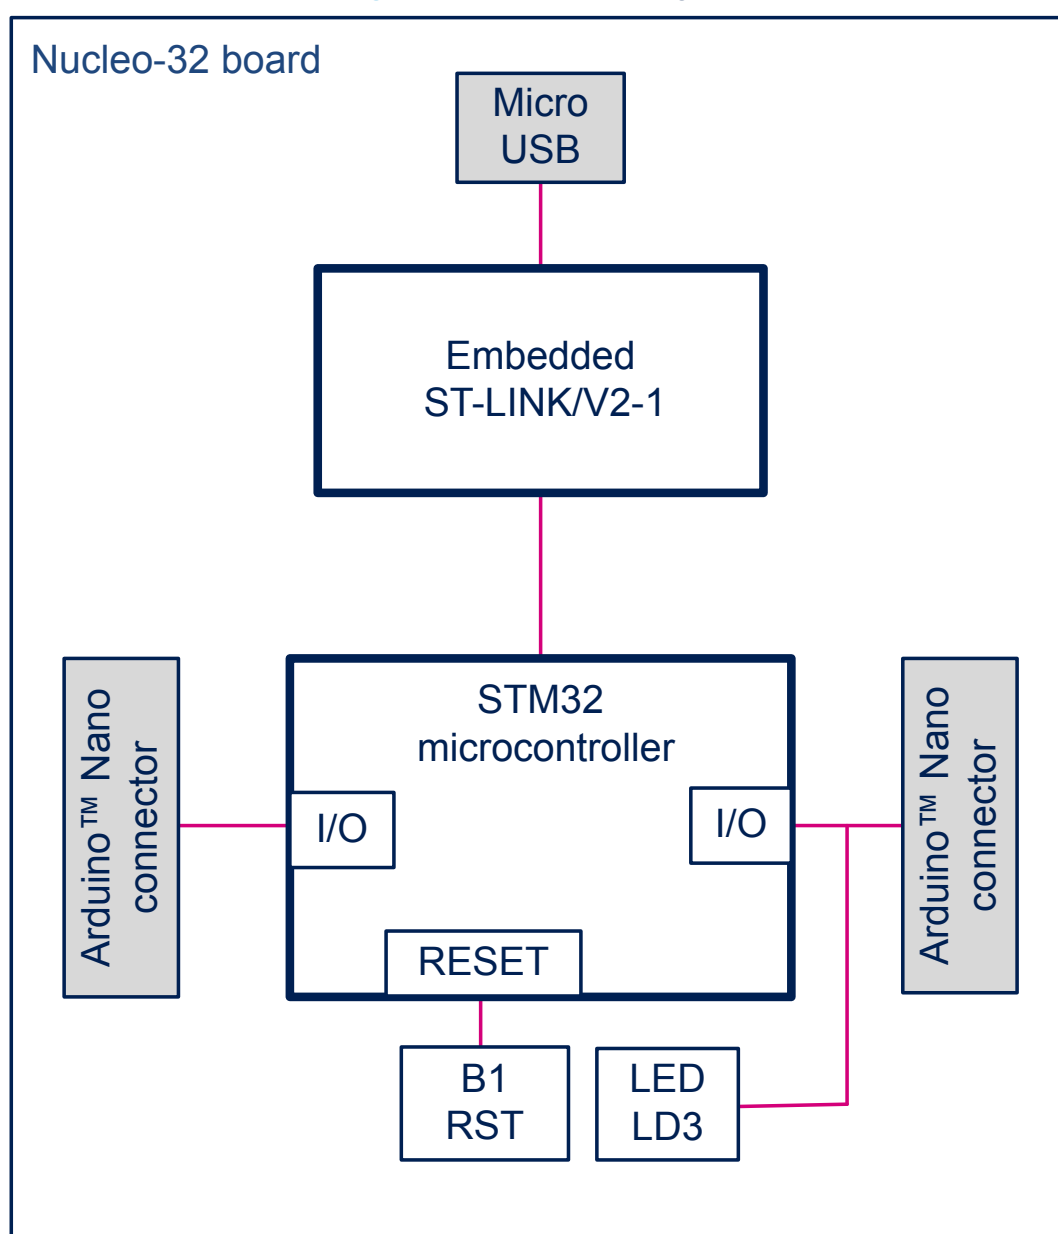 Nucleo-32 board
Micro
USB
Embedded
ST-LINK/V2-1
STM32
microcontroller
Arduino™ Nano
connector
I/O
I/O
Arduino™ Nano
connector
RESET
B1
RST
LED
LD3